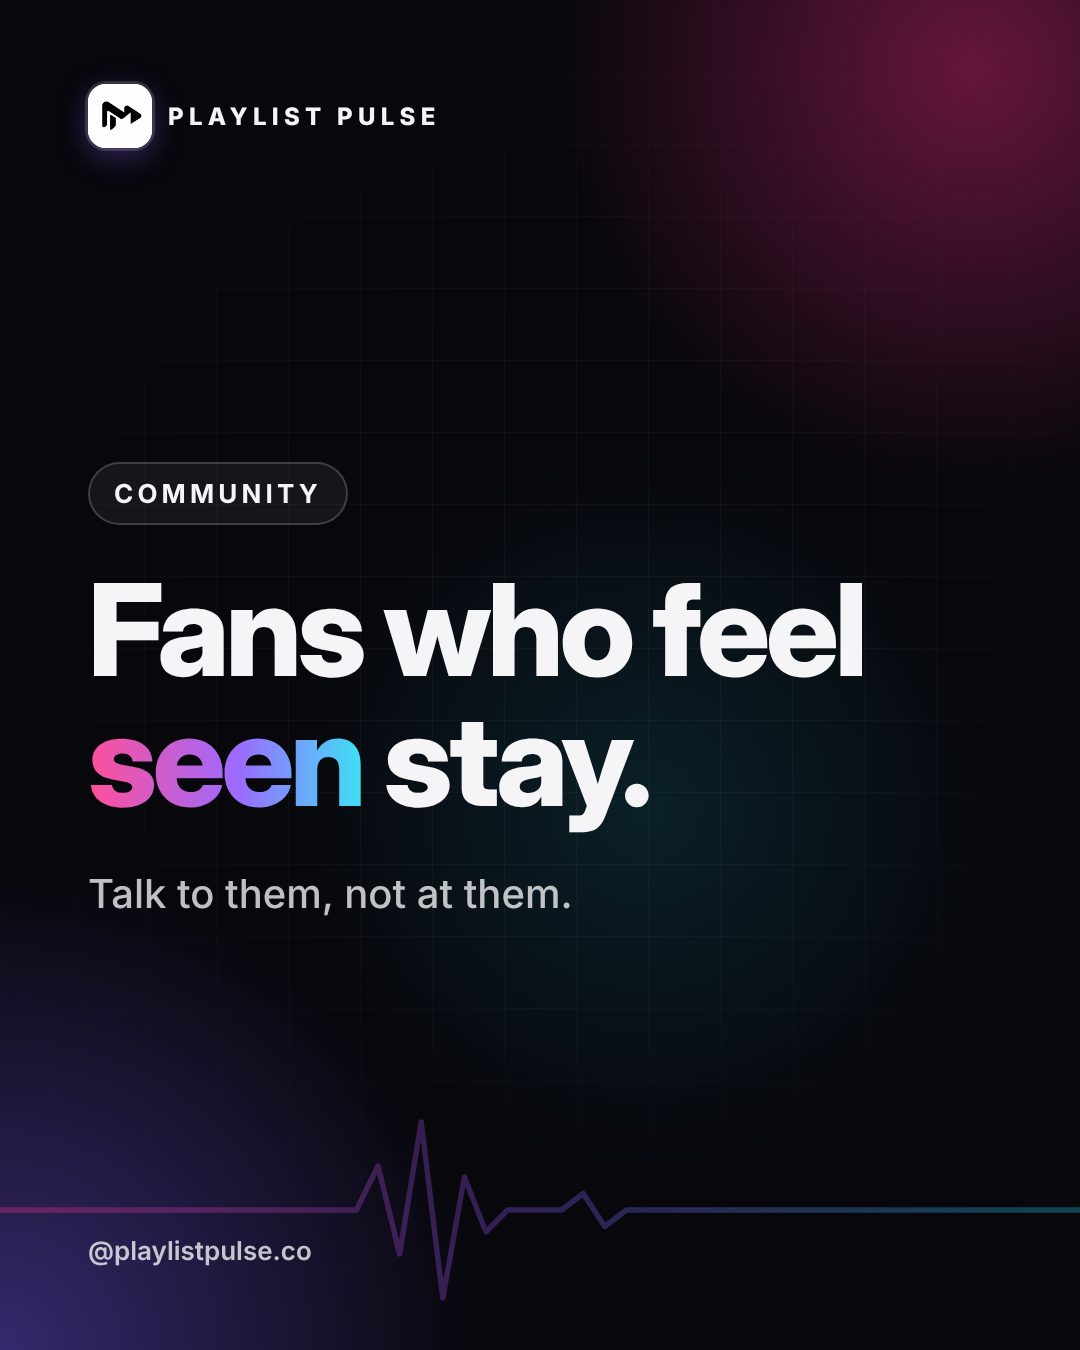 PLAYLIST PULSE
COMMUNITY
Fans who feel
seen stay.
Talk to them, not at them.
@playlistpulse.co